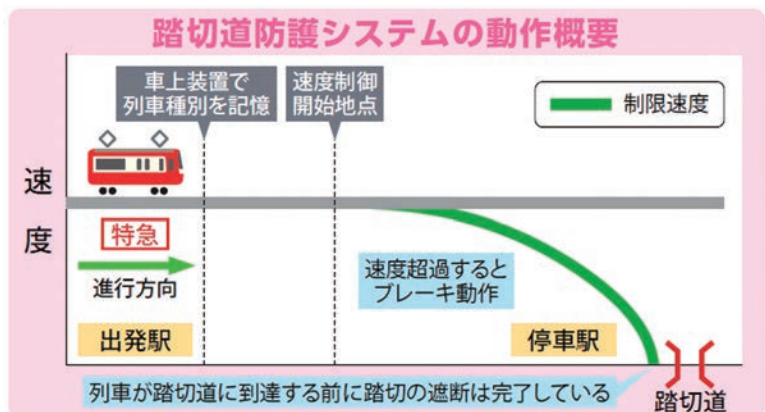 踏切道防護システムの動作概要
車上装置で
列車種別を記憶
速度制御
開始地点
制限速度
速度
特急
進行方向
速度超過すると
ブレーキ動作
出発駅
停車駅
列車が踏切道に到達する前に踏切の遮断は完了している
踏切道